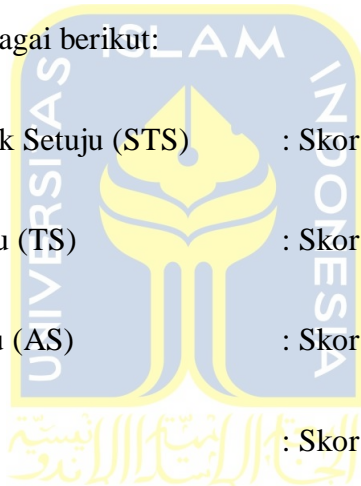 agai berikut:
ISLAM
UNIVERSITAS
INDONESIA
k Setuju (STS) : Skor
u (TS) : Skor
u (AS) : Skor
: Skor